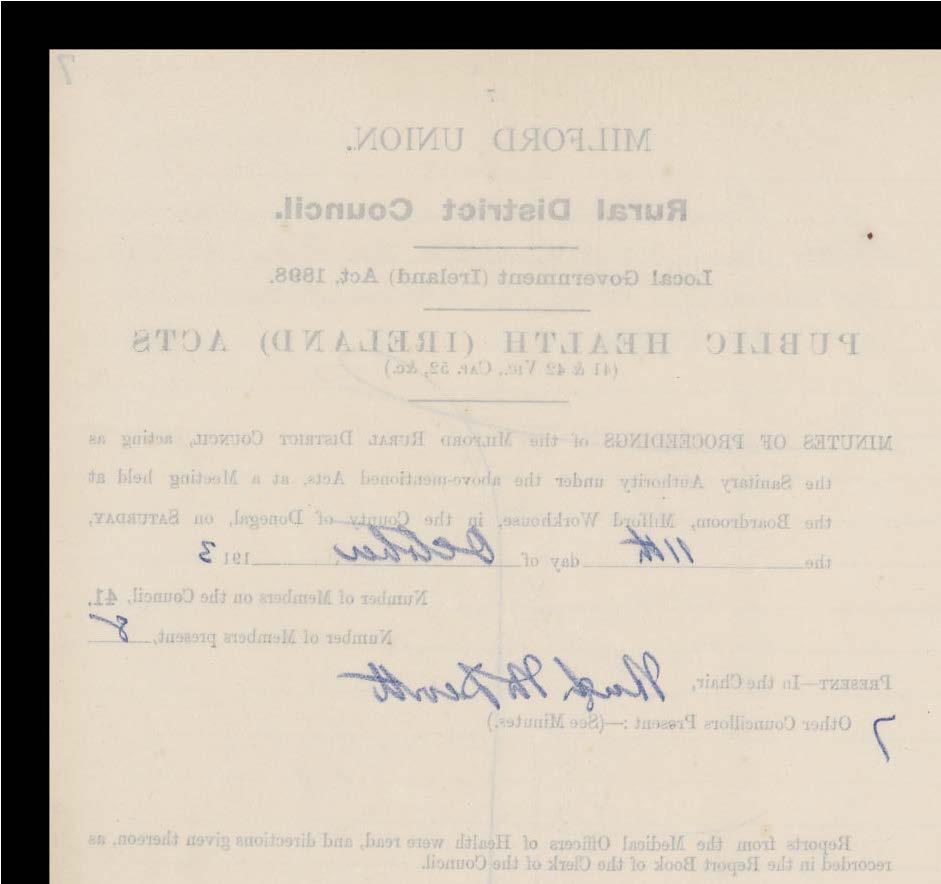 7
7
MILFORD UNION.
Rural District Council.
Local Government (Ireland) Act, 1898.
PUBLIC HEALTH (IRELAND) ACTS
(41 & 42 VIC., CAP. 52, &c.)
MINUTES OF PROCEEDINGS of the MILFORD RURAL DISTRICT COUNCIL, acting as
the Sanitary Authority under the above-mentioned Acts, at a Meeting held at
the Boardroom, Milford Workhouse, in the County of Donegal, on SATURDAY,
the 11th day of October, 1913
Number of Members on the Council, 41.
Number of Members present, 8
PRESENT—In the Chair, Hugh McDevitt
Other Councillors Present :—(See Minutes.) 7
Reports from the Medical Officers of Health were read, and directions given thereon, as
recorded in the Report Book of the Clerk of the Council.